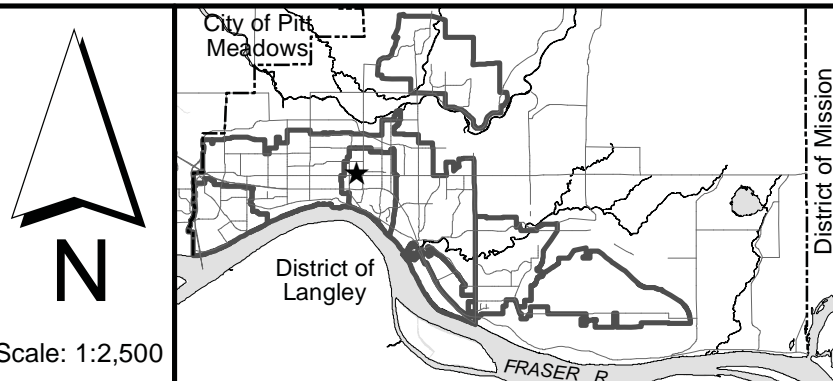 City of Pitt
Meadows
District of Mission
District of
Langley
N
Scale: 1:2,500
FRASER R